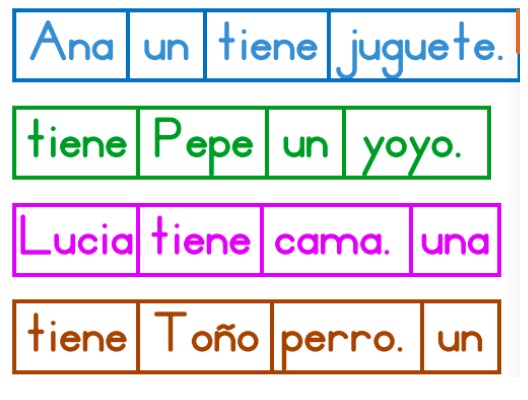 Ana un tiene juguete.
tiene Pepe un yoyo.
Lucia tiene cama. una
tiene Toño perro. un